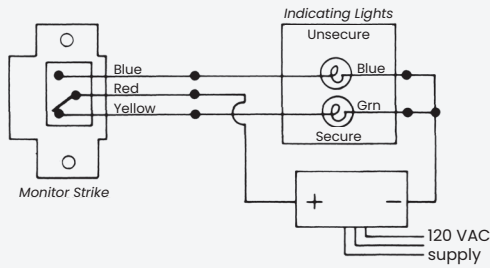 Indicating Lights
Unsecure
Blue
Blue
Red
Grn
Yellow
Secure
Monitor Strike
+ −
120 VAC
supply